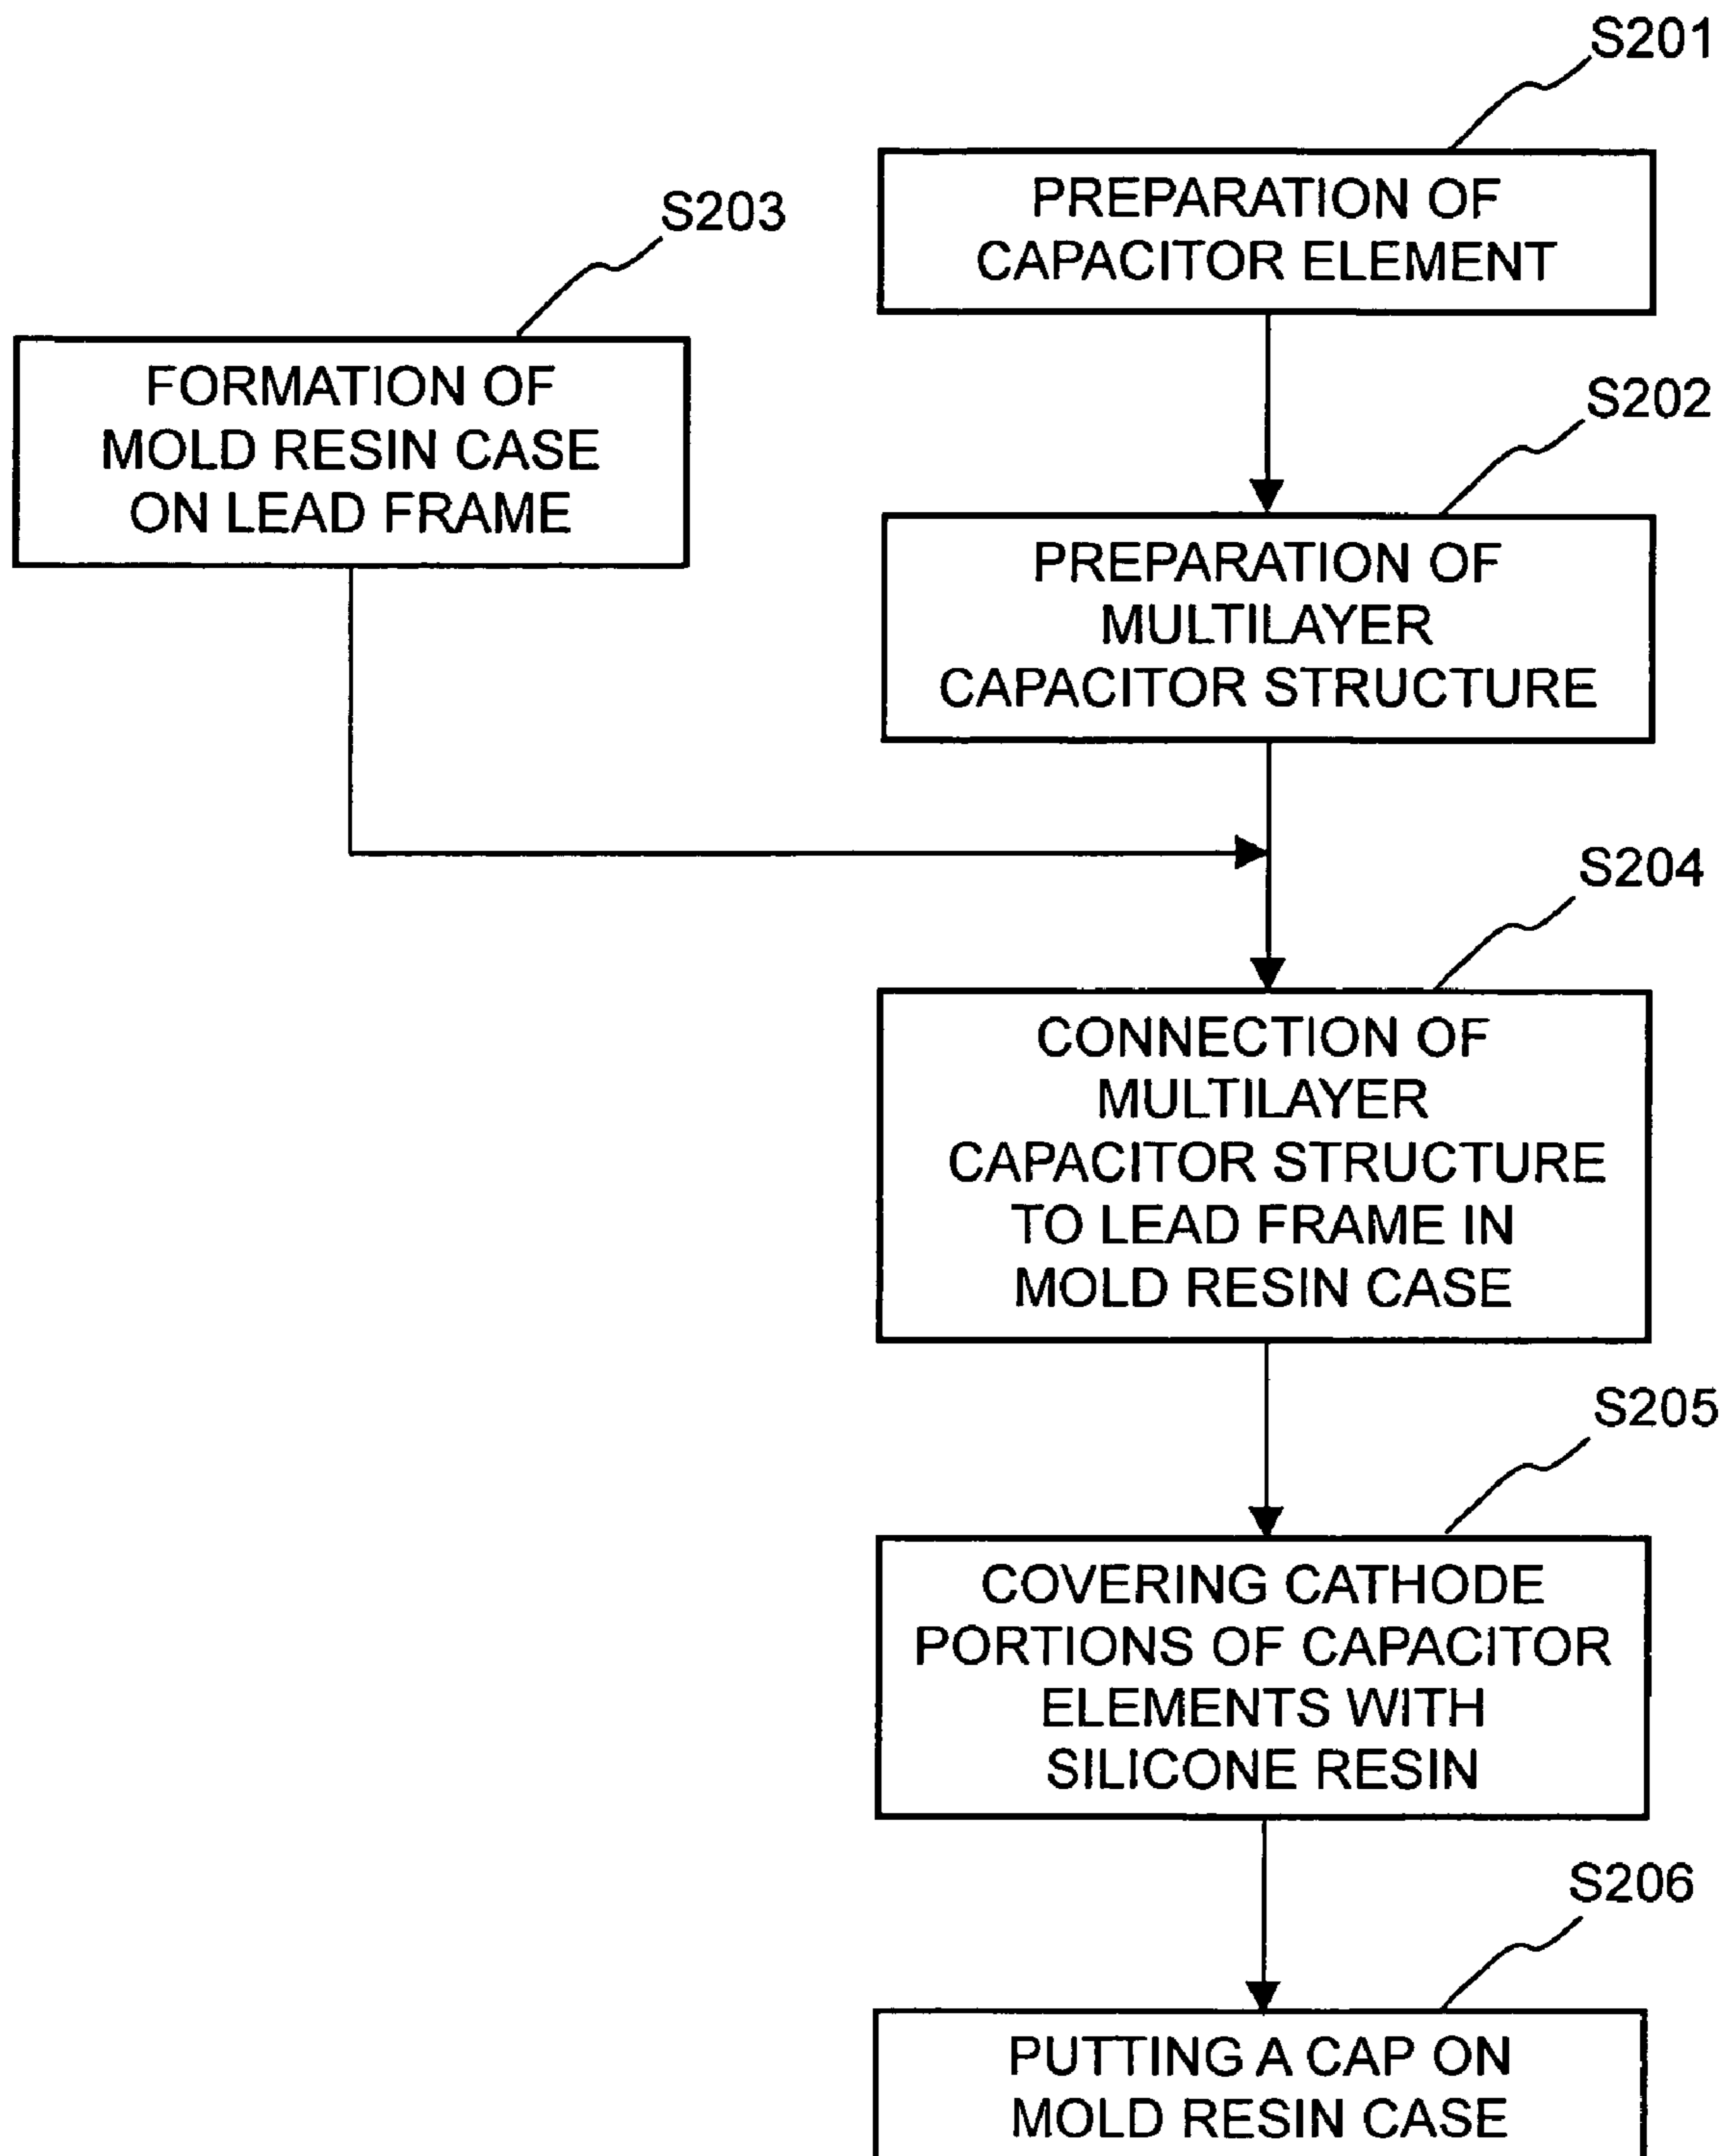 S201
PREPARATION OF
CAPACITOR ELEMENT
S203
FORMATION OF
MOLD RESIN CASE
ON LEAD FRAME
S202
PREPARATION OF
MULTILAYER
CAPACITOR STRUCTURE
S204
CONNECTION OF
MULTILAYER
CAPACITOR STRUCTURE
TO LEAD FRAME IN
MOLD RESIN CASE
S205
COVERING CATHODE
PORTIONS OF CAPACITOR
ELEMENTS WITH
SILICONE RESIN
S206
PUTTING A CAP ON
MOLD RESIN CASE